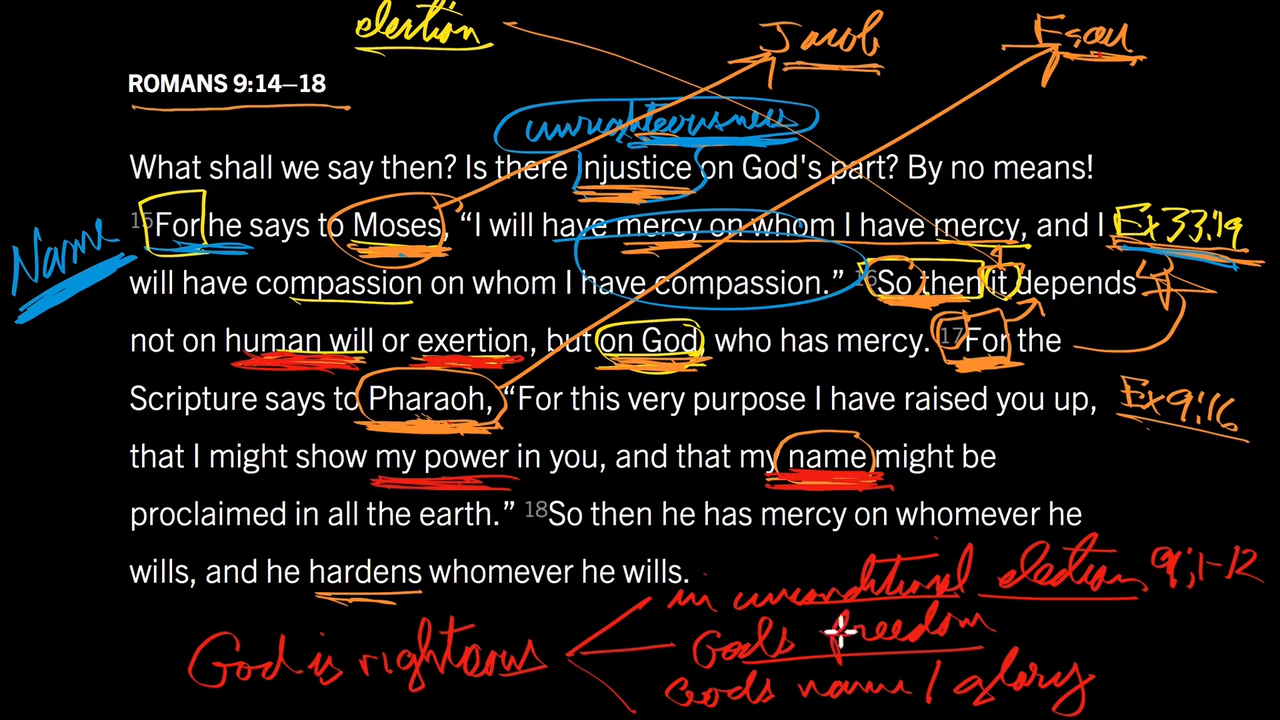 election
Jacob
Esau
ROMANS 9:14–18
unrighteousness
What shall we say then? Is there injustice on God's part? By no means!
Name
15For he says to Moses, “I will have mercy on whom I have mercy, and I
Ex 33:19
will have compassion on whom I have compassion.” 16So then it depends
not on human will or exertion, but on God, who has mercy. 17For the
Scripture says to Pharaoh, “For this very purpose I have raised you up,
Ex 9:16
that I might show my power in you, and that my name might be
proclaimed in all the earth.” 18So then he has mercy on whomever he
wills, and he hardens whomever he wills.
in unconditional election, 9;1-12
God is righteous
Gods freedom
Gods name / glory